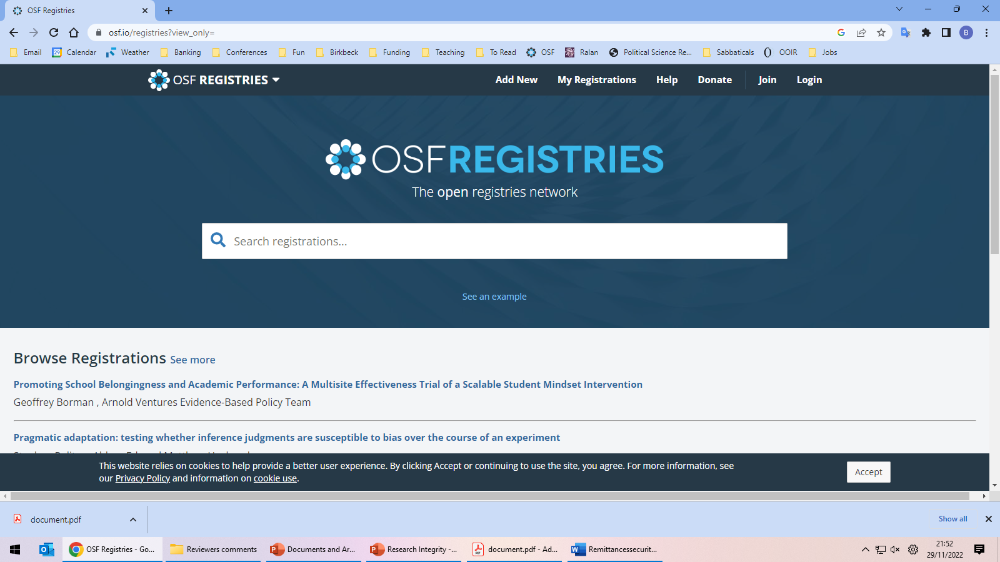 OSF Registries
osf.io/registries?view_only=
B
Email
29
Calendar
Weather
Banking
Conferences
Fun
Birkbeck
Funding
Teaching
To Read
OSF
Ralan
Political Science Re...
Sabbaticals
OOIR
Jobs
OSF REGISTRIES
Add New
My Registrations
Help
Donate
Join
Login
OSFREGISTRIES
The open registries network
Search registrations...
See an example
Browse Registrations See more
Promoting School Belongingness and Academic Performance: A Multisite Effectiveness Trial of a Scalable Student Mindset Intervention
Geoffrey Borman , Arnold Ventures Evidence-Based Policy Team
Pragmatic adaptation: testing whether inference judgments are susceptible to bias over the course of an experiment
This website relies on cookies to help provide a better user experience. By clicking Accept or continuing to use the site, you agree. For more information, see
our Privacy Policy and information on cookie use.
Accept
document.pdf
Show all
OSF Registries - Go...
Reviewers comments
Documents and Ar...
Research Integrity -...
document.pdf - Ad...
Remittancessecurit...
21:52
29/11/2022